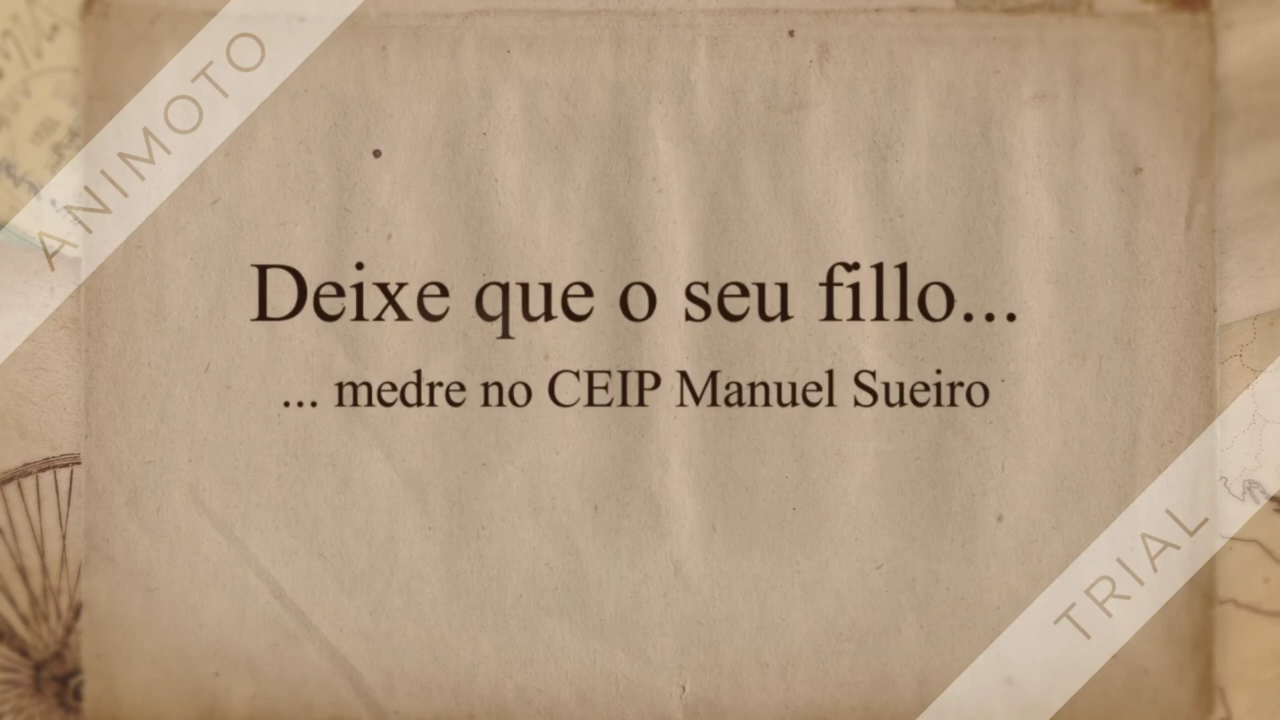 ANIMOTO
Deixe que o seu fillo...
... medre no CEIP Manuel Sueiro
TRIAL